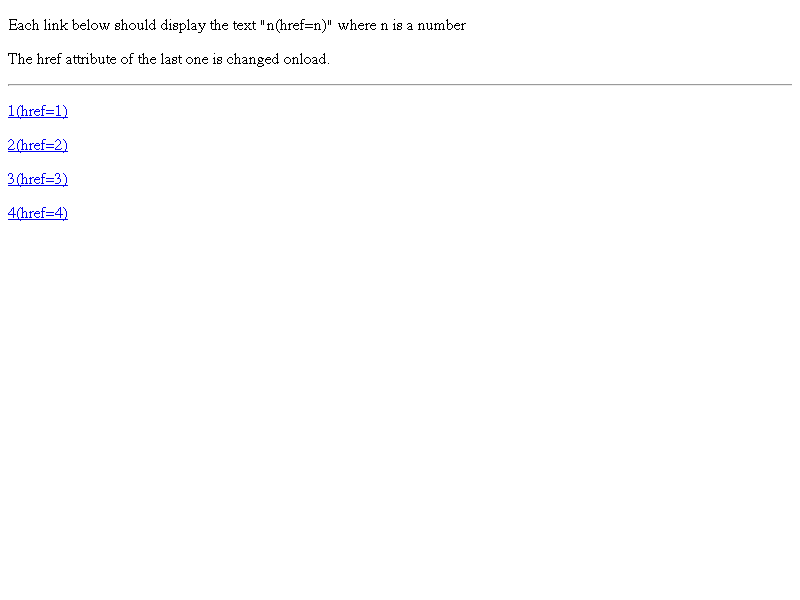 Each link below should display the text "n(href=n)" where n is a number
The href attribute of the last one is changed onload.
1(href=1)
2(href=2)
3(href=3)
4(href=4)